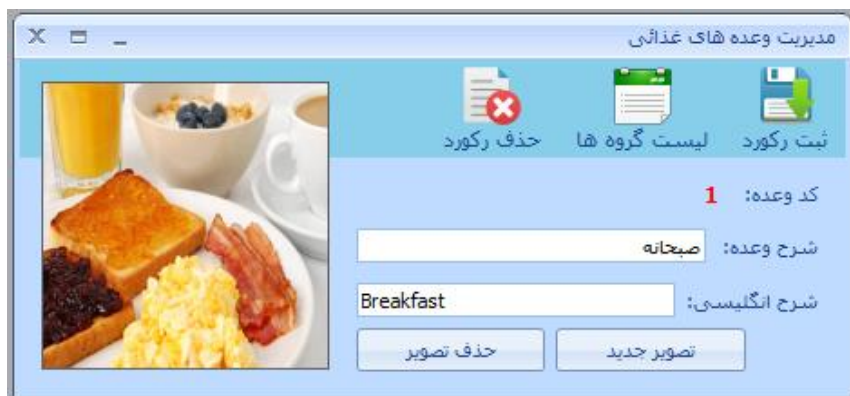 مدیریت وعده های غذائی
ثبت رکورد لیست گروه ها حذف رکورد
کد وعده: 1
شرح وعده: صبحانه
شرح انگلیسی: Breakfast
تصویر جدید حذف تصویر